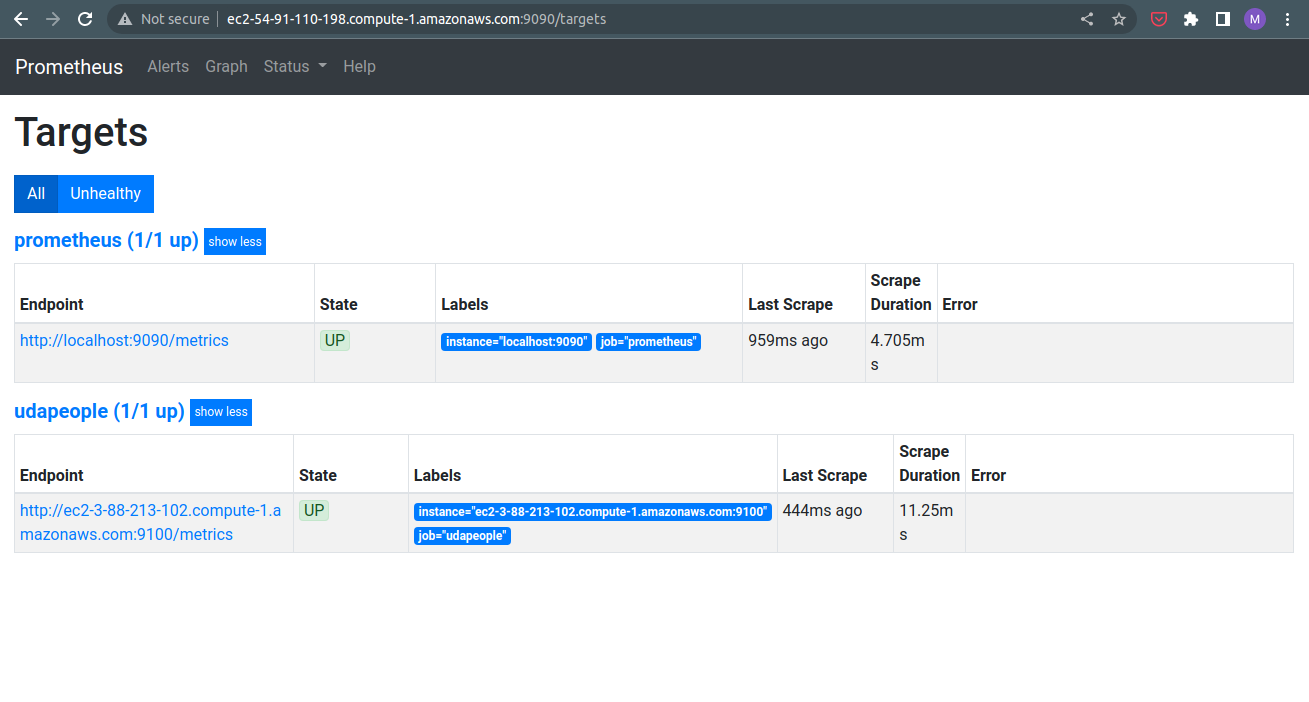 Not secure ec2-54-91-110-198.compute-1.amazonaws.com:9090/targets M
Prometheus Alerts Graph Status Help
Targets
All Unhealthy
prometheus (1/1 up) show less
Endpoint State Labels Last Scrape Scrape Duration Error
http://localhost:9090/metrics UP instance="localhost:9090" job="prometheus" 959ms ago 4.705m
s
udapeople (1/1 up) show less
Endpoint State Labels Last Scrape Scrape Duration Error
http://ec2-3-88-213-102.compute-1.a UP instance="ec2-3-88-213-102.compute-1.amazonaws.com:9100" 444ms ago 11.25m
mazonaws.com:9100/metrics job="udapeople" s